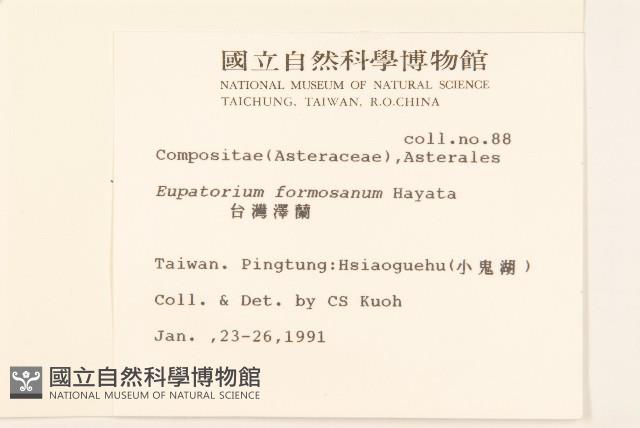 國立自然科學博物館
NATIONAL MUSEUM OF NATURAL SCIENCE
TAICHUNG, TAIWAN, R.O.CHINA
coll.no.88
Compositae(Asteraceae),Asterales
Eupatorium formosanum Hayata
台灣澤蘭
Taiwan. Pingtung:Hsiaoguehu(小鬼湖)
Coll. & Det. by CS Kuoh
Jan. ,23-26,1991
國立自然科學博物館
NATIONAL MUSEUM OF NATURAL SCIENCE